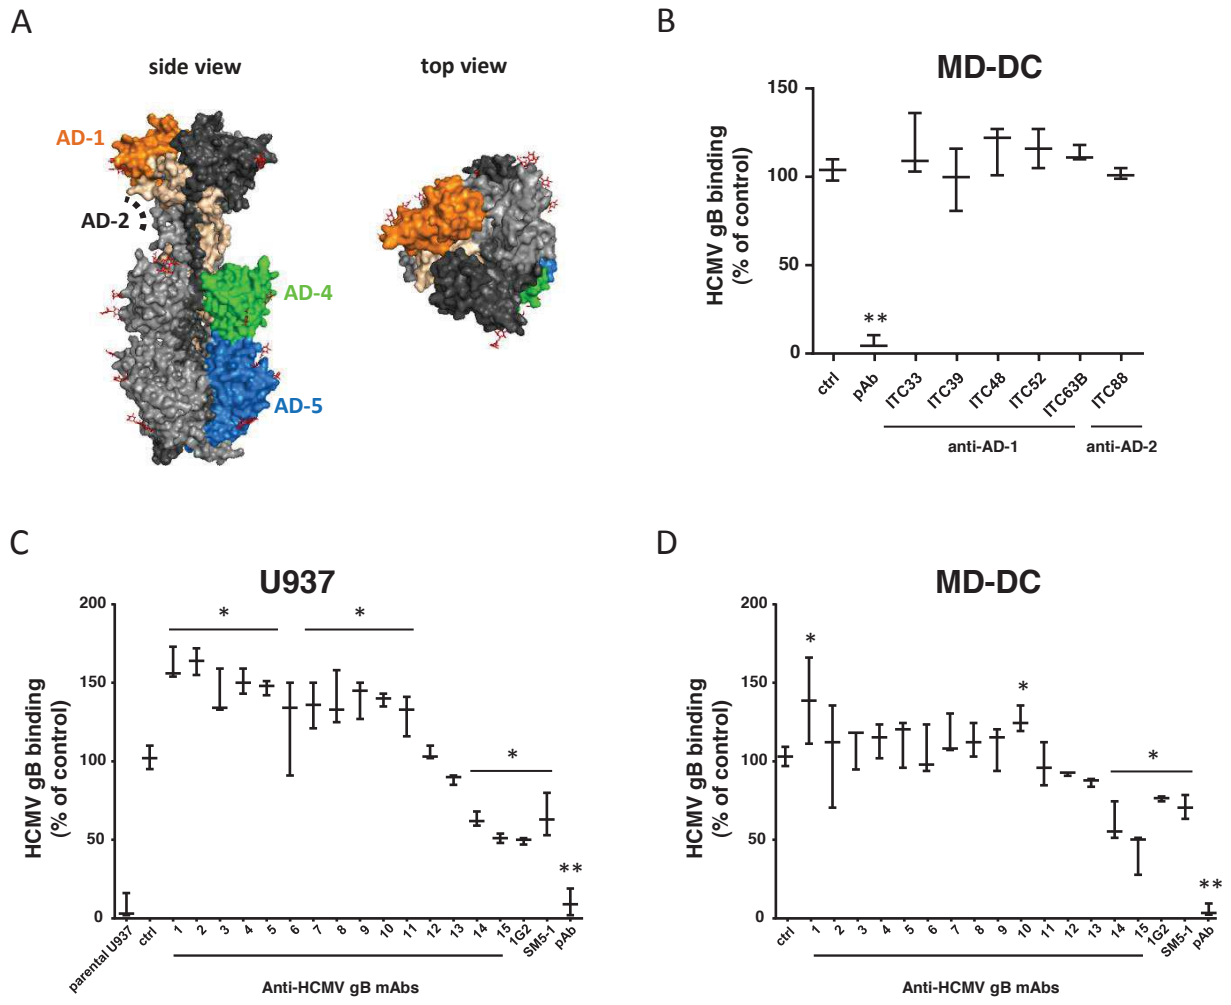 A
side view
top view
AD-1
AD-2
AD-4
AD-5
B
MD-DC
HCMV gB binding
(% of control)
150
100
50
0
**
ctrl
pAb
ITC33
ITC39
ITC48
ITC52
ITC63B
ITC88
anti-AD-1
anti-AD-2
C
U937
HCMV gB binding
(% of control)
200
150
100
50
0
*
*
*
**
parental U937
ctrl
1
2
3
4
5
6
7
8
9
10
11
12
13
14
15
1G2
SM5-1
pAb
Anti-HCMV gB mAbs
D
MD-DC
HCMV gB binding
(% of control)
200
150
100
50
0
*
*
*
**
ctrl
1
2
3
4
5
6
7
8
9
10
11
12
13
14
15
1G2
SM5-1
pAb
Anti-HCMV gB mAbs